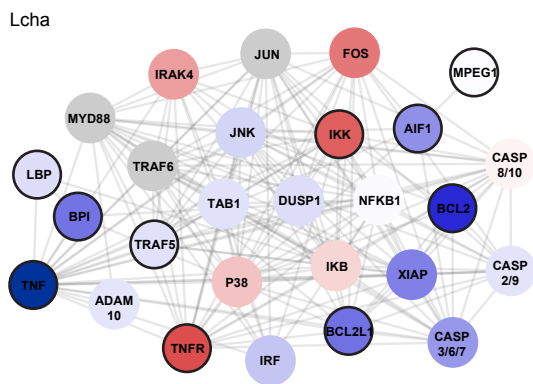 Lcha
JUN
FOS
IRAK4
MPEG1
MYD88
JNK
IKK
AIF1
CASP
8/10
LBP
TRAF6
TAB1
DUSP1
NFKB1
BCL2
BPI
TRAF5
TNF
ADAM
10
P38
IKB
XIAP
CASP
2/9
TNFR
IRF
BCL2L1
CASP
3/6/7